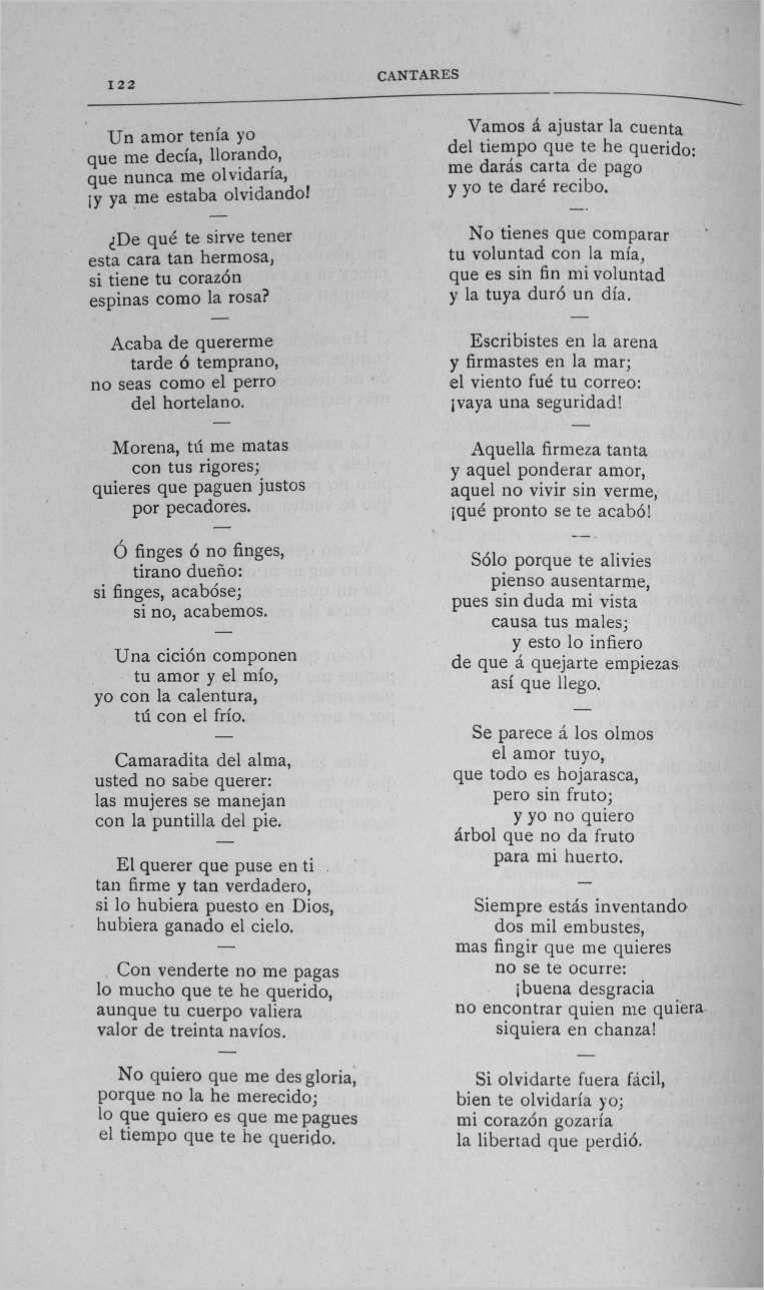 122
CANTARES
Un amor tenía yo
que me decía, llorando,
que nunca me olvidaría,
¡y ya me estaba olvidando!
—
¿De qué te sirve tener
esta cara tan hermosa,
si tiene tu corazón
espinas como la rosa?
—
Acaba de quererme
tarde ó temprano,
no seas como el perro
del hortelano.
—
Morena, tú me matas
con tus rigores;
quieres que paguen justos
por pecadores.
—
Ó finges ó no finges,
tirano dueño:
si finges, acabóse;
si no, acabemos.
—
Una cición componen
tu amor y el mío,
yo con la calentura,
tú con el frío.
—
Camaradita del alma,
usted no sabe querer:
las mujeres se manejan
con la puntilla del pie.
—
El querer que puse en ti
tan firme y tan verdadero,
si lo hubiera puesto en Dios,
hubiera ganado el cielo.
—
Con venderte no me pagas
lo mucho que te he querido,
aunque tu cuerpo valiera
valor de treinta navíos.
—
No quiero que me des gloria,
porque no la he merecido;
lo que quiero es que me pagues
el tiempo que te he querido.
Vamos á ajustar la cuenta
del tiempo que te he querido:
me darás carta de pago
y yo te daré recibo.
—
No tienes que comparar
tu voluntad con la mía,
que es sin fin mi voluntad
y la tuya duró un día.
—
Escribistes en la arena
y firmastes en la mar;
el viento fué tu correo:
¡vaya una seguridad!
—
Aquella firmeza tanta
y aquel ponderar amor,
aquel no vivir sin verme,
¡qué pronto se te acabó!
—
Sólo porque te alivies
pienso ausentarme,
pues sin duda mi vista
causa tus males;
y esto lo infiero
de que á quejarte empiezas
así que llego.
—
Se parece á los olmos
el amor tuyo,
que todo es hojarasca,
pero sin fruto;
y yo no quiero
árbol que no da fruto
para mi huerto.
—
Siempre estás inventando
dos mil embustes,
mas fingir que me quieres
no se te ocurre:
¡buena desgracia
no encontrar quien me quiera
siquiera en chanza!
—
Si olvidarte fuera fácil,
bien te olvidaría yo;
mi corazón gozaría
la libertad que perdió.